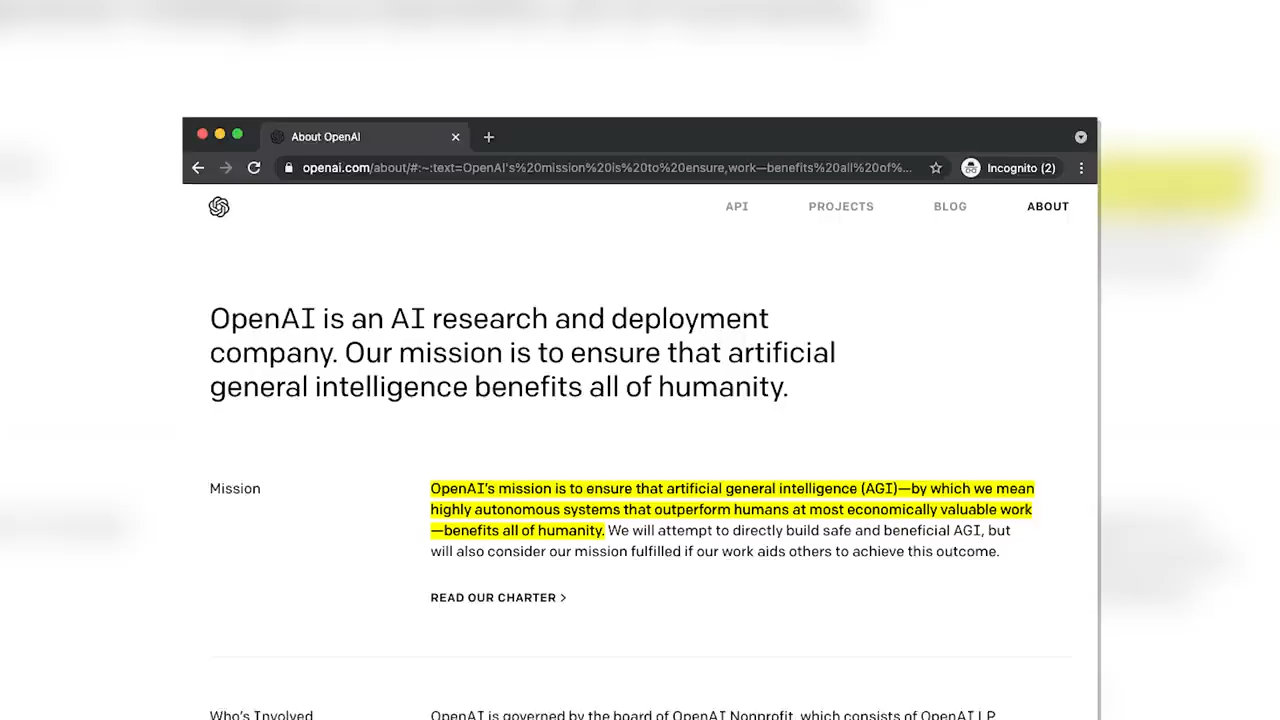 About OpenAI
openai.com/about/#:~:text=OpenAI's%20mission%20is%20to%20ensure,work—benefits%20all%20of%...
Incognito (2)
API
PROJECTS
BLOG
ABOUT
OpenAI is an AI research and deployment
company. Our mission is to ensure that artificial
general intelligence benefits all of humanity.
Mission
OpenAI's mission is to ensure that artificial general intelligence (AGI)—by which we mean
highly autonomous systems that outperform humans at most economically valuable work
—benefits all of humanity. We will attempt to directly build safe and beneficial AGI, but
will also consider our mission fulfilled if our work aids others to achieve this outcome.
READ OUR CHARTER >
Who's Involved
OpenAI is governed by the board of OpenAI Nonprofit, which consists of OpenAI LP